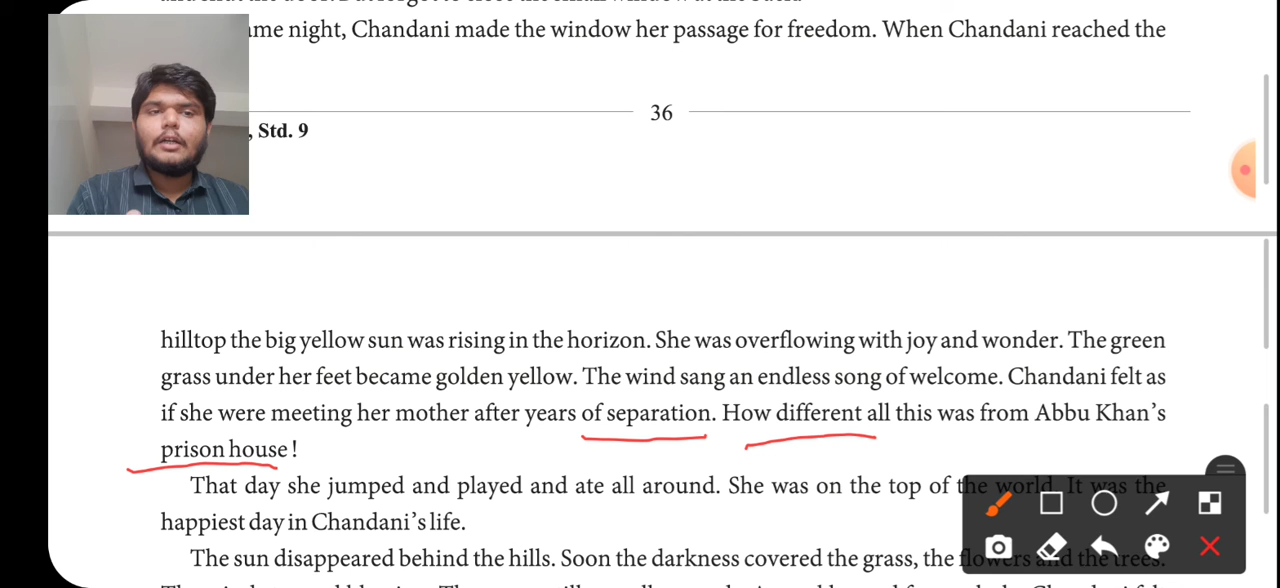 ame night, Chandani made the window her passage for freedom. When Chandani reached the
36
, Std. 9
hilltop the big yellow sun was rising in the horizon. She was overflowing with joy and wonder. The green
grass under her feet became golden yellow. The wind sang an endless song of welcome. Chandani felt as
if she were meeting her mother after years of separation. How different all this was from Abbu Khan's
prison house !
That day she jumped and played and ate all around. She was on the top of the world. It was the
happiest day in Chandani's life.
The sun disappeared behind the hills. Soon the darkness covered the grass, the flowers and the trees.